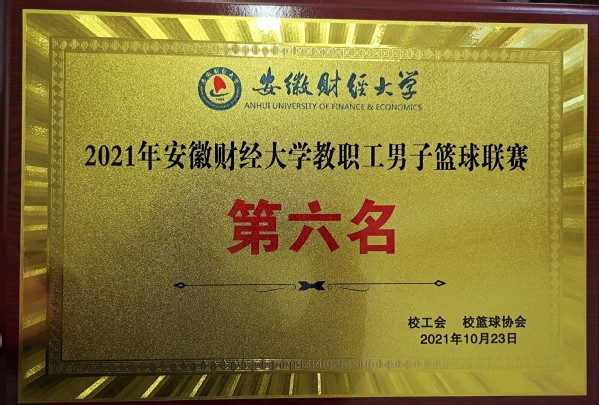 安徽财经大学
ANHUI UNIVERSITY OF FINANCE & ECONOMICS
2021年安徽财经大学教职工男子篮球联赛
第六名
校工会 校篮球协会
2021年10月23日